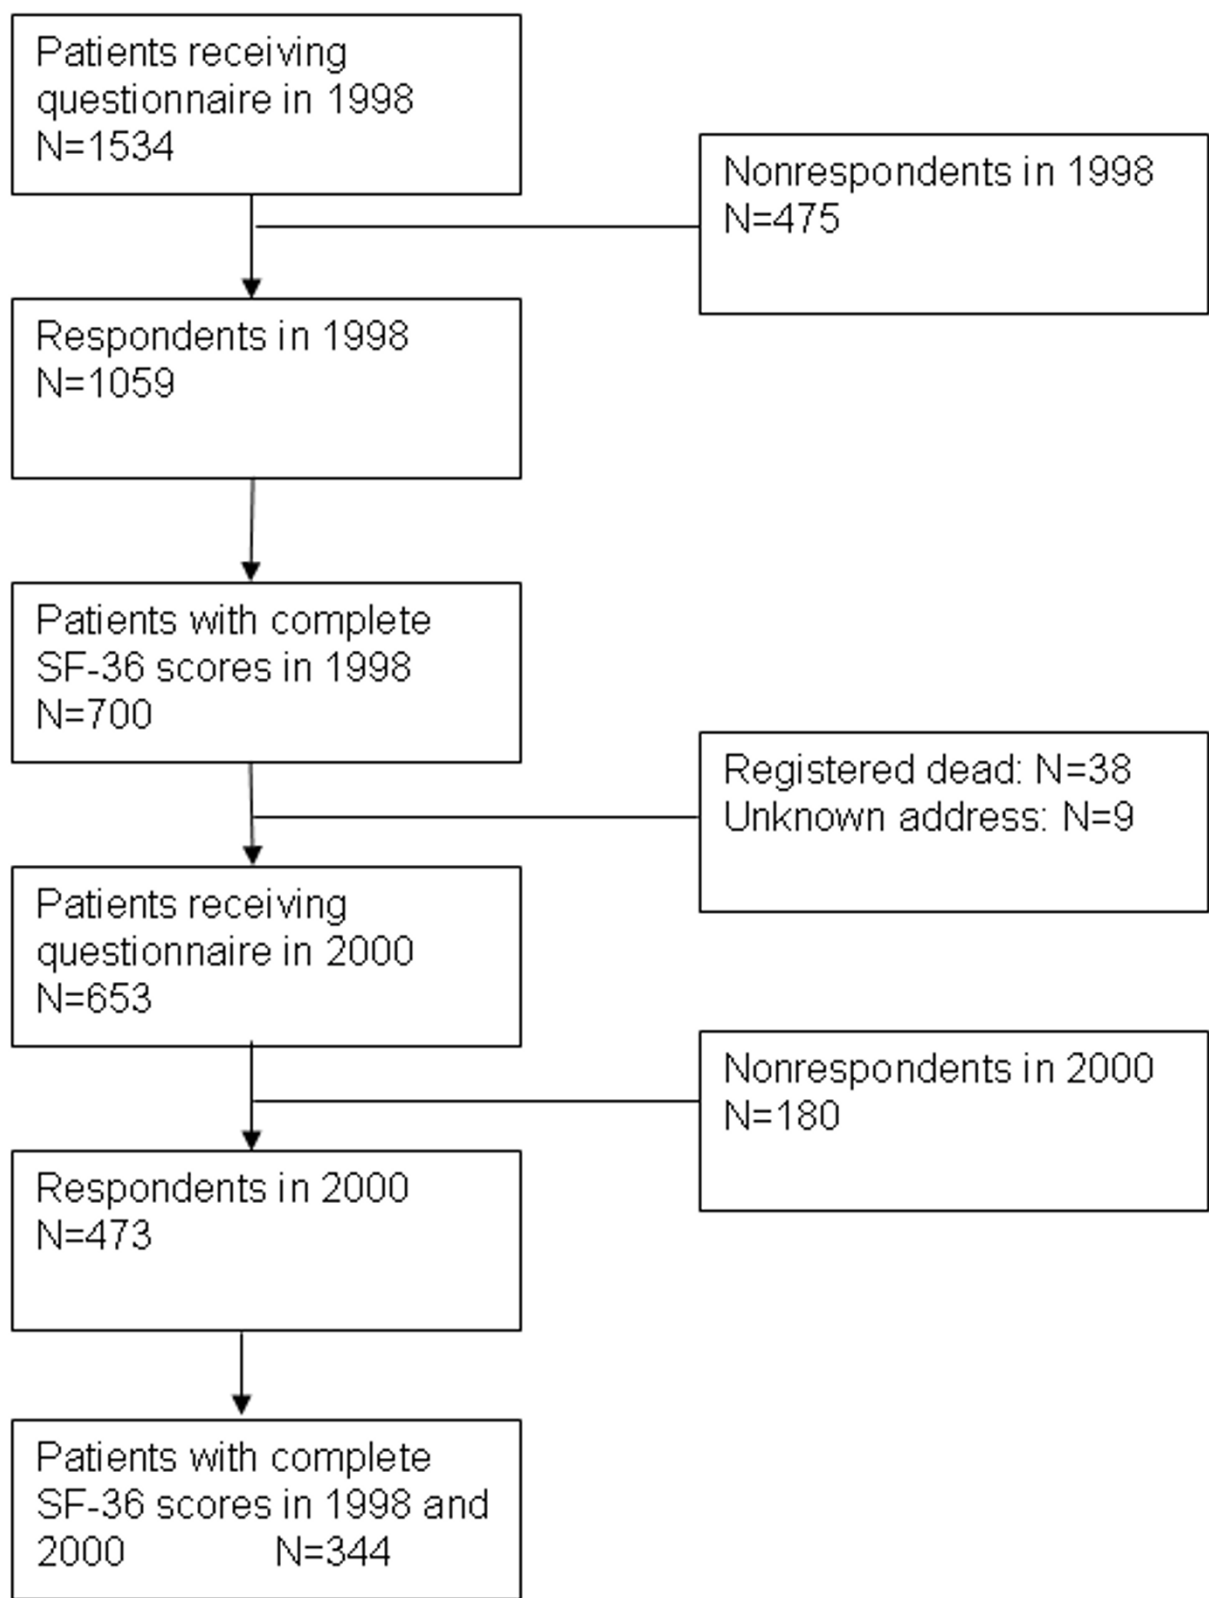 Patients receiving
questionnaire in 1998
N=1534
Nonrespondents in 1998
N=475
Respondents in 1998
N=1059
Patients with complete
SF-36 scores in 1998
N=700
Registered dead: N=38
Unknown address: N=9
Patients receiving
questionnaire in 2000
N=653
Nonrespondents in 2000
N=180
Respondents in 2000
N=473
Patients with complete
SF-36 scores in 1998 and
2000 N=344